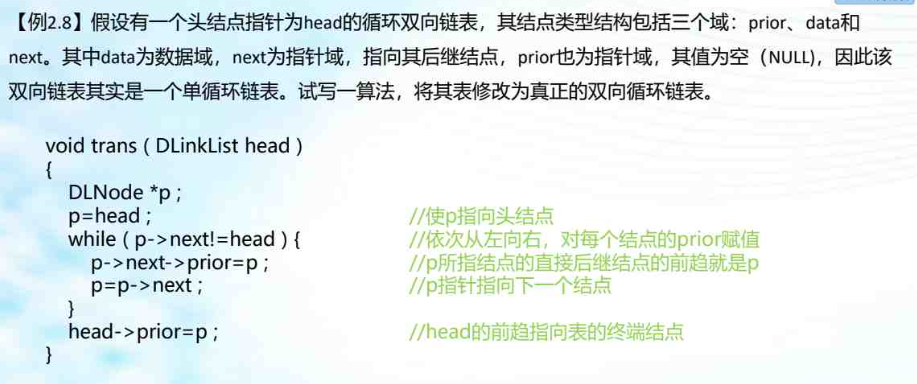 【例2.8】假设有一个头结点指针为head的循环双向链表，其结点类型结构包括三个域：prior、data和
next。其中data为数据域，next为指针域，指向其后继结点，prior也为指针域，其值为空（NULL)，因此该
双向链表其实是一个单循环链表。试写一算法，将其表修改为真正的双向循环链表。
void trans ( DLinkList head )
{
DLNode *p ;
p=head ; //使p指向头结点
while ( p->next!=head ) { //依次从左向右，对每个结点的prior赋值
p->next->prior=p ; //p所指结点的直接后继结点的前趋就是p
p=p->next ; //p指针指向下一个结点
}
head->prior=p ; //head的前趋指向表的终端结点
}